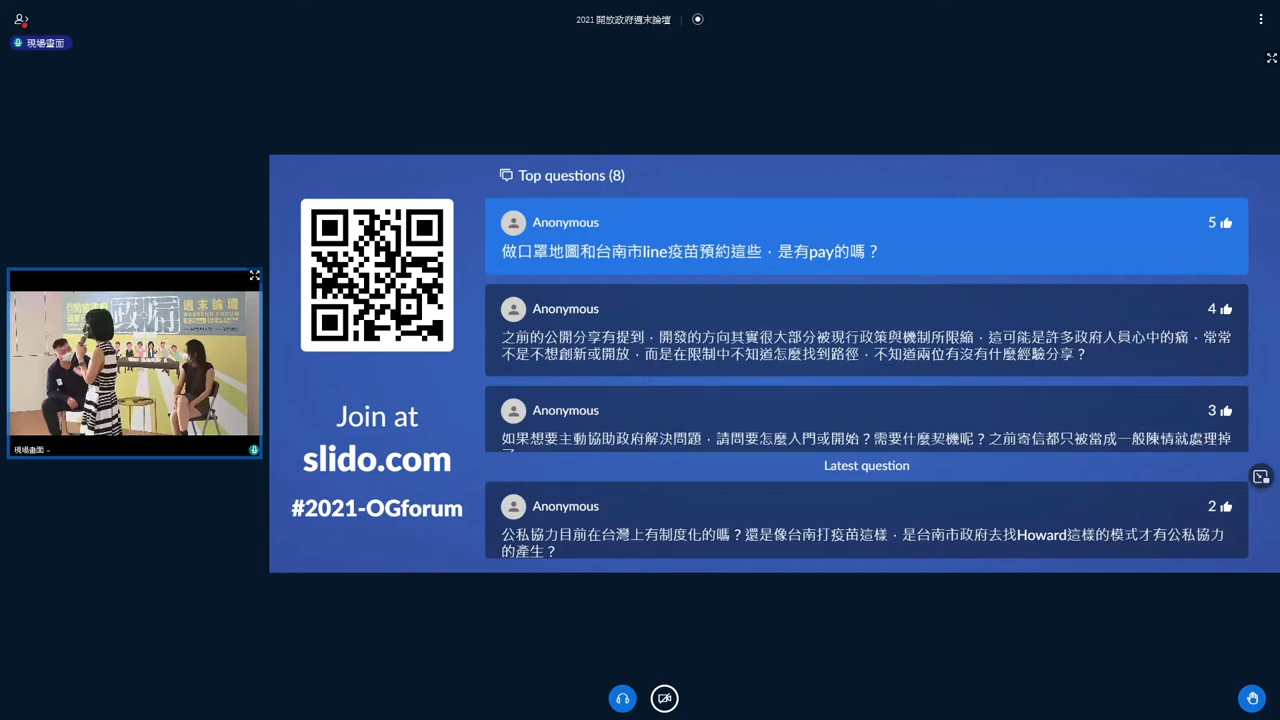 2021 開放政府週末論壇
現場畫面
Top questions (8)
Anonymous
5
做口罩地圖和台南市line疫苗預約這些，是有pay的嗎？
Anonymous
4
之前的公開分享有提到，開發的方向其實很大部分被現行政策與機制所限縮，這可能是許多政府人員心中的痛，常常
不是不想創新或開放，而是在限制中不知道怎麼找到路徑，不知道兩位有沒有什麼經驗分享？
Anonymous
3
如果想要主動協助政府解決問題，請問要怎麼入門或開始？需要什麼契機呢？之前寄信都只被當成一般陳情就處理掉
Latest question
Anonymous
2
公私協力目前在台灣上有制度化的嗎？還是像台南打疫苗這樣，是台南市政府去找Howard這樣的模式才有公私協力
的產生？
Join at
slido.com
#2021-OGforum
週末論壇
WEEKEND FORUM
現場畫面 -